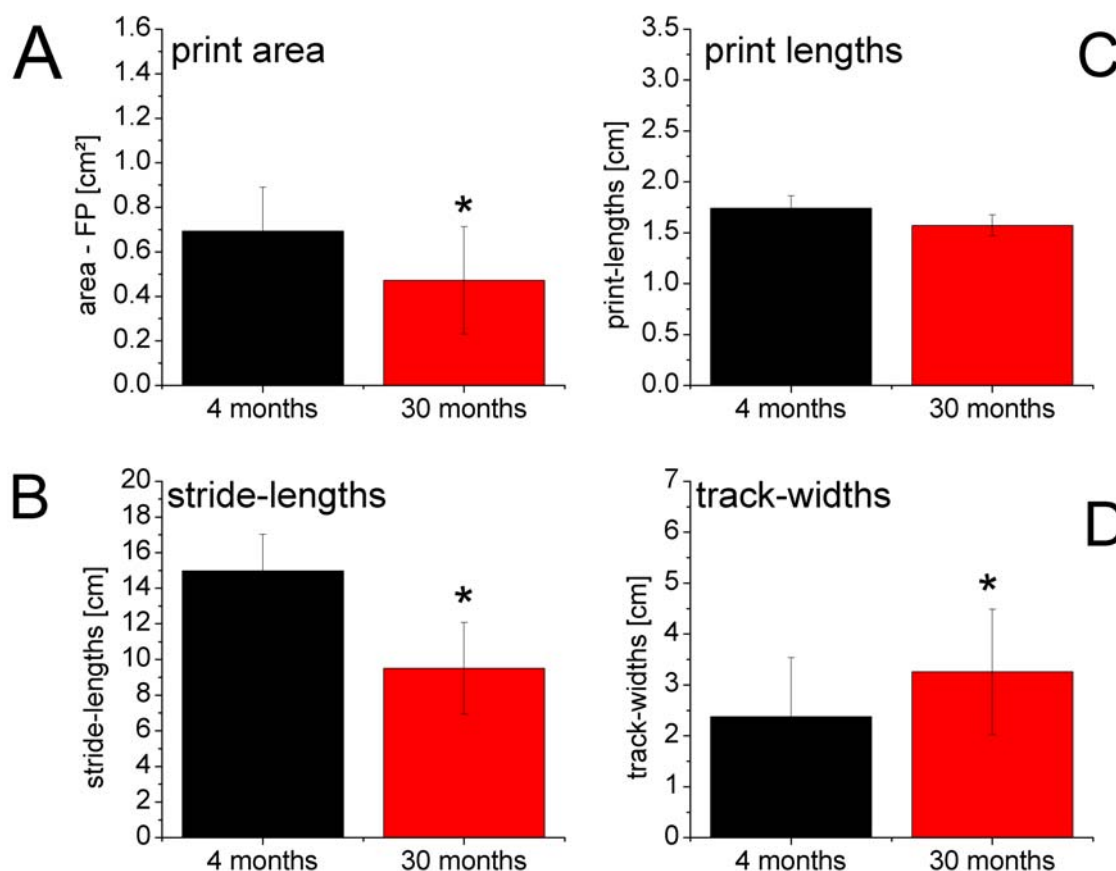 A
print area
1.6
1.4
1.2
1.0
0.8
0.6
0.4
0.2
0.0
area - FP [cm²]
*
4 months
30 months
C
print lengths
3.5
3.0
2.5
2.0
1.5
1.0
0.5
0.0
print-lengths [cm]
4 months
30 months
B
stride-lengths
20
18
16
14
12
10
8
6
4
2
0
stride-lengths [cm]
*
4 months
30 months
D
track-widths
7
6
5
4
3
2
1
0
track-widths [cm]
*
4 months
30 months